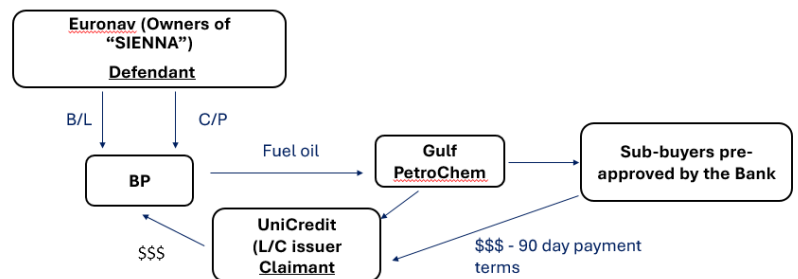 Euronav (Owners of
“SIENNA”)
Defendant
B/L
C/P
Fuel oil
Gulf
PetroChem
Sub-buyers pre-
approved by the Bank
BP
UniCredit
(L/C issuer
Claimant
$$$
$$$ - 90 day payment
terms